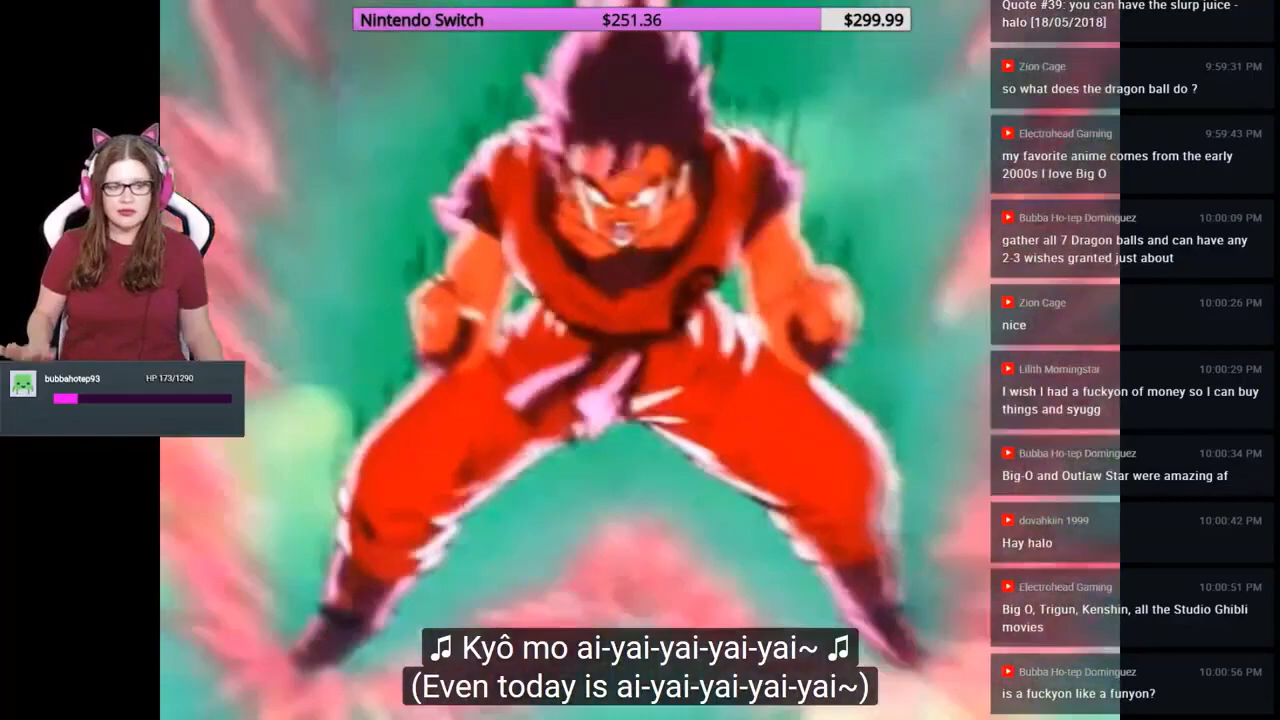 Nintendo Switch $251.36 $299.99
Quote #39: you can have the slurp juice -
halo [18/05/2018]
Zion Cage 9:59:31 PM
so what does the dragon ball do ?
Electrohead Gaming 9:59:43 PM
my favorite anime comes from the early
2000s I love Big O
Bubba Ho-tep Dominguez 10:00:09 PM
gather all 7 Dragon balls and can have any
2-3 wishes granted just about
Zion Cage 10:00:26 PM
nice
Lilith Morningstar 10:00:29 PM
I wish I had a fuckyon of money so I can buy
things and syugg
Bubba Ho-tep Dominguez 10:00:34 PM
Big-O and Outlaw Star were amazing af
dovahkiin 1999 10:00:42 PM
Hay halo
Electrohead Gaming 10:00:51 PM
Big O, Trigun, Kenshin, all the Studio Ghibli
movies
Bubba Ho-tep Dominguez 10:00:56 PM
is a fuckyon like a funyon?
bubbahotep93 HP 173/1290
♫ Kyô mo ai-yai-yai-yai-yai~ ♫
(Even today is ai-yai-yai-yai-yai~)